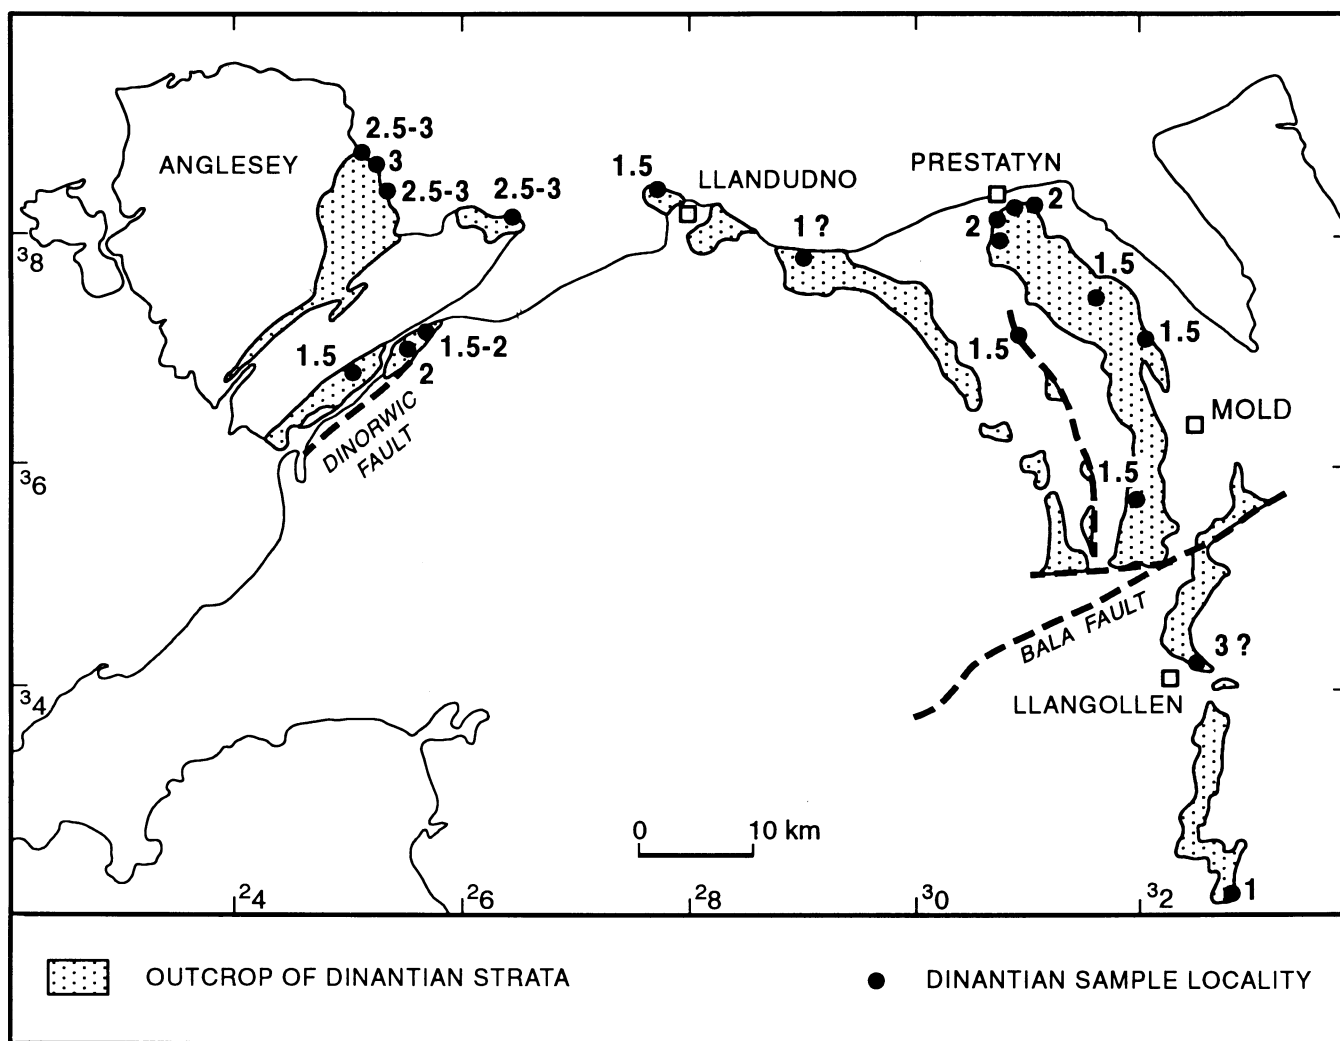 2.5-3
ANGLESEY
3
2.5-3
2.5-3
1.5
LLANDUDNO
PRESTATYN
1 ?
2
2
38
1.5
1.5
1.5
1.5-2
1.5
2
DINORWIC
FAULT
MOLD
36
1.5
BALA FAULT
3 ?
34
LLANGOLLEN
0 10 km
24 26 28 30 32
1
OUTCROP OF DINANTIAN STRATA
DINANTIAN SAMPLE LOCALITY